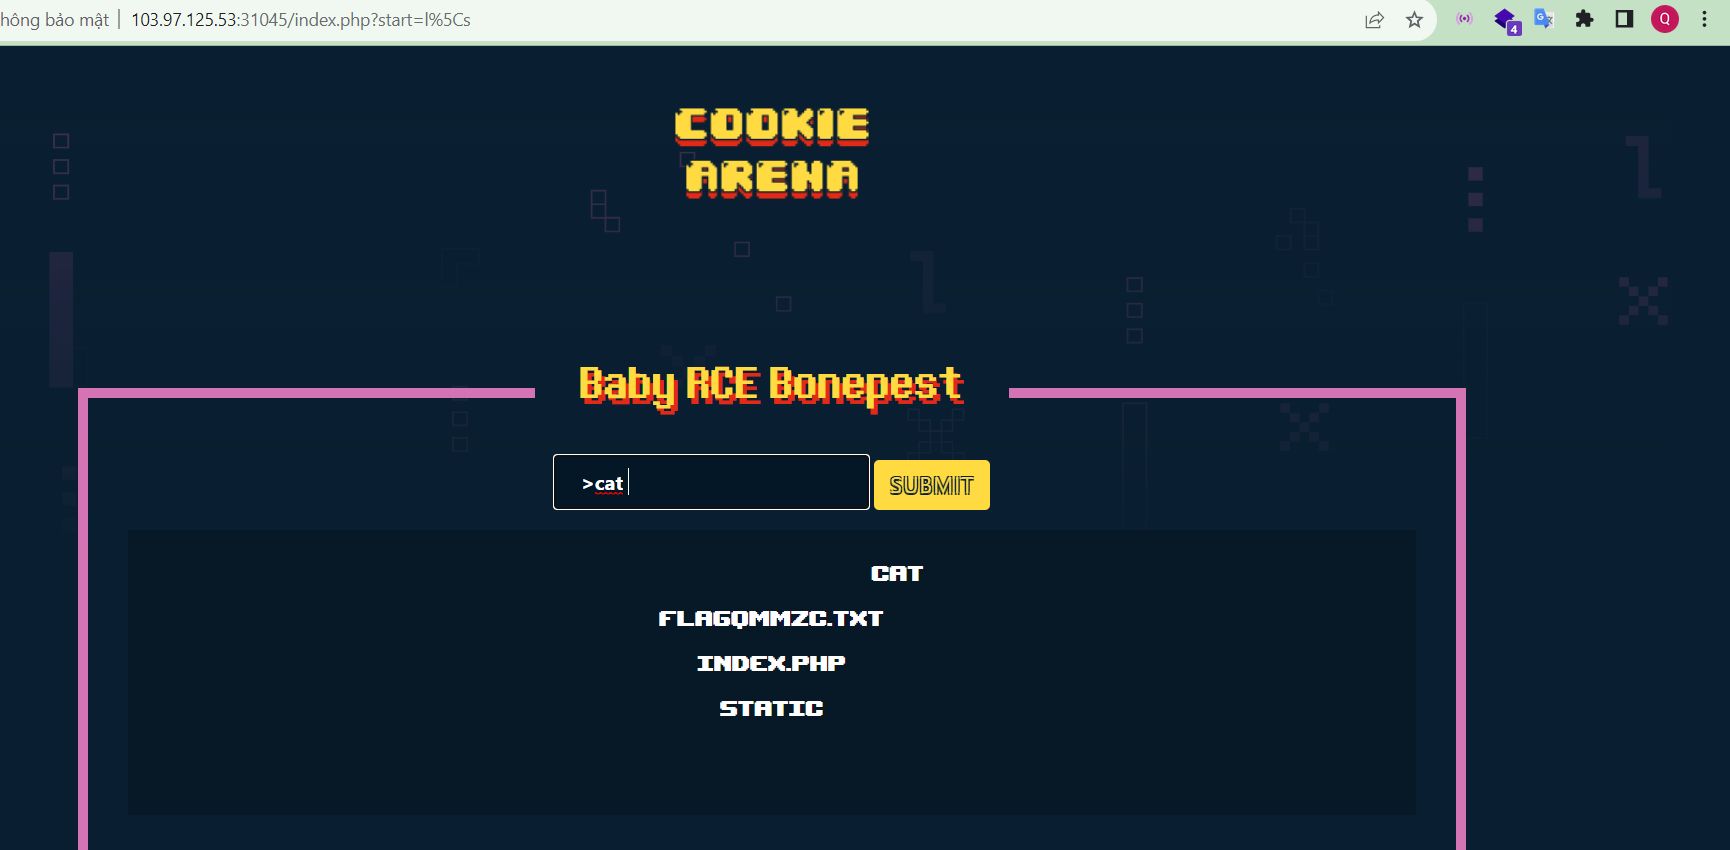 hông bảo mật | 103.97.125.53:31045/index.php?start=l%5Cs
4
G
Q
COOKIE
ARENA
Baby RCE Bonepest
>cat
SUBMIT
CAT
FLAGQMMZC.TXT
INDEX.PHP
STATIC